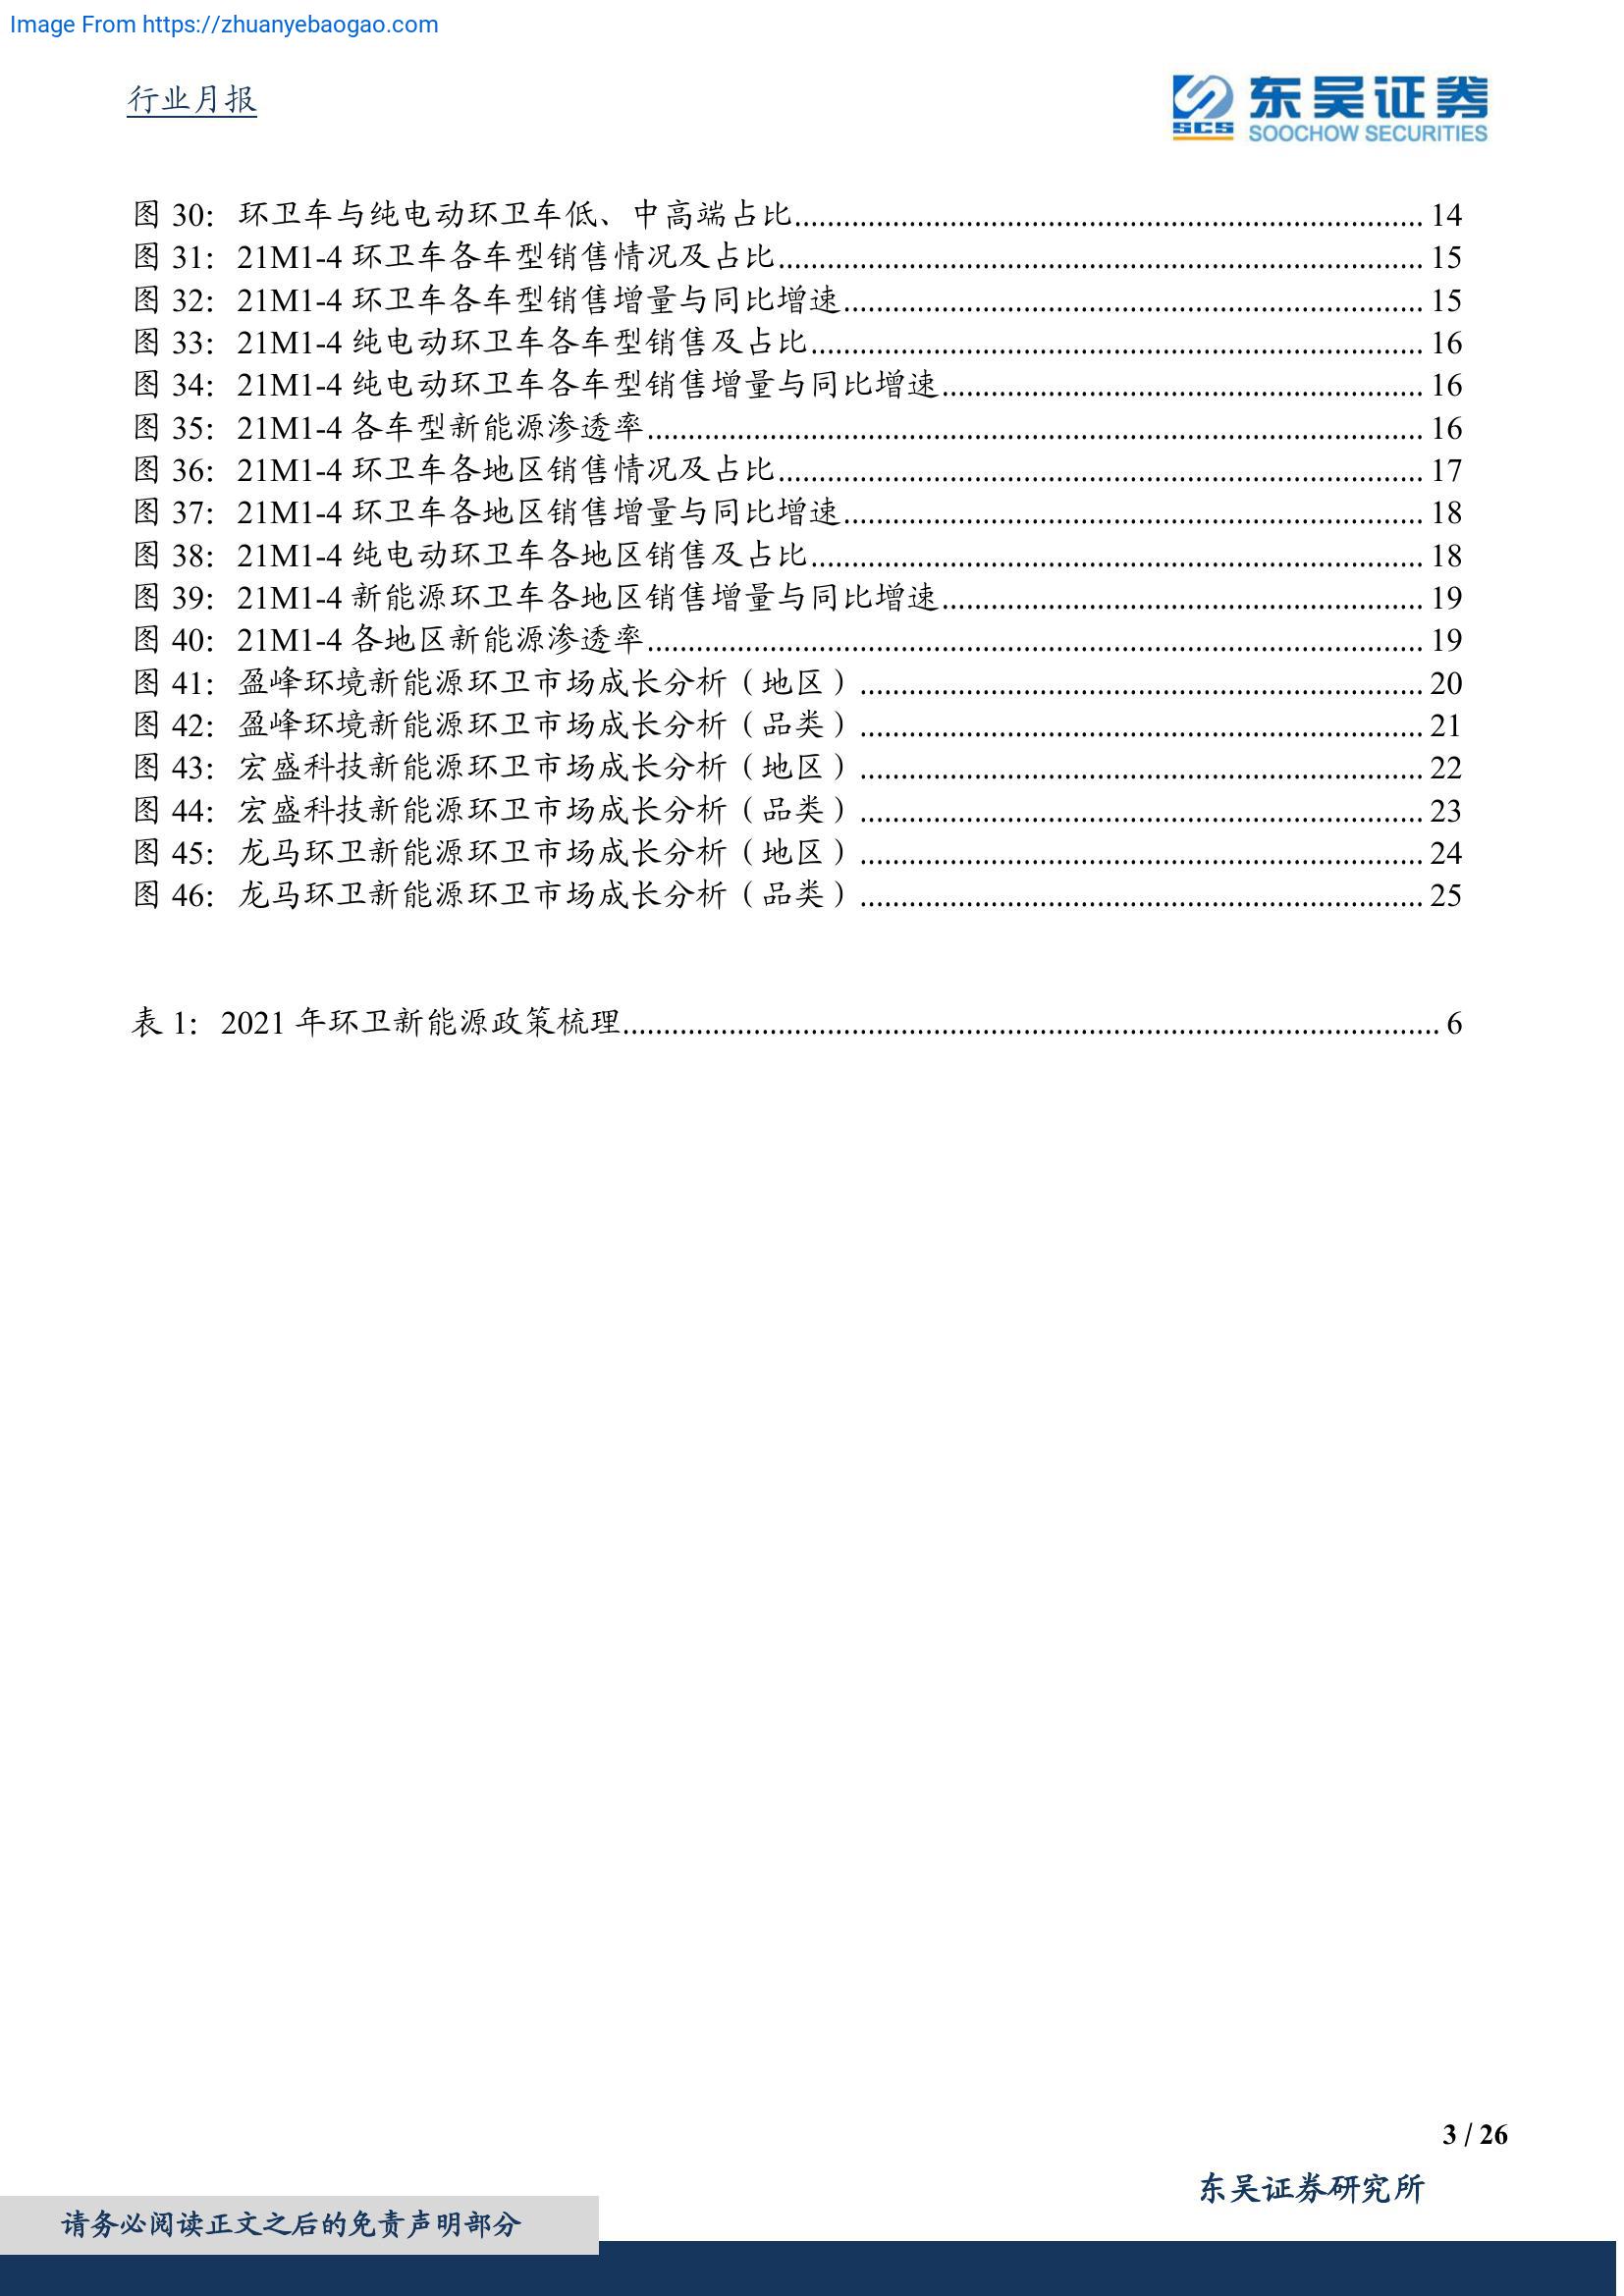 Image From https://zhuanyebaogao.com
行业月报
SCS 东吴证券
SOOCHOW SECURITIES
图 30：环卫车与纯电动环卫车低、中高端占比 14
图 31：21M1-4 环卫车各车型销售情况及占比 15
图 32：21M1-4 环卫车各车型销售增量与同比增速 15
图 33：21M1-4 纯电动环卫车各车型销售及占比 16
图 34：21M1-4 纯电动环卫车各车型销售增量与同比增速 16
图 35：21M1-4 各车型新能源渗透率 16
图 36：21M1-4 环卫车各地区销售情况及占比 17
图 37：21M1-4 环卫车各地区销售增量与同比增速 18
图 38：21M1-4 纯电动环卫车各地区销售及占比 18
图 39：21M1-4 新能源环卫车各地区销售增量与同比增速 19
图 40：21M1-4 各地区新能源渗透率 19
图 41：盈峰环境新能源环卫市场成长分析（地区） 20
图 42：盈峰环境新能源环卫市场成长分析（品类） 21
图 43：宏盛科技新能源环卫市场成长分析（地区） 22
图 44：宏盛科技新能源环卫市场成长分析（品类） 23
图 45：龙马环卫新能源环卫市场成长分析（地区） 24
图 46：龙马环卫新能源环卫市场成长分析（品类） 25
表 1：2021 年环卫新能源政策梳理 6
3 / 26
东吴证券研究所
请务必阅读正文之后的免责声明部分